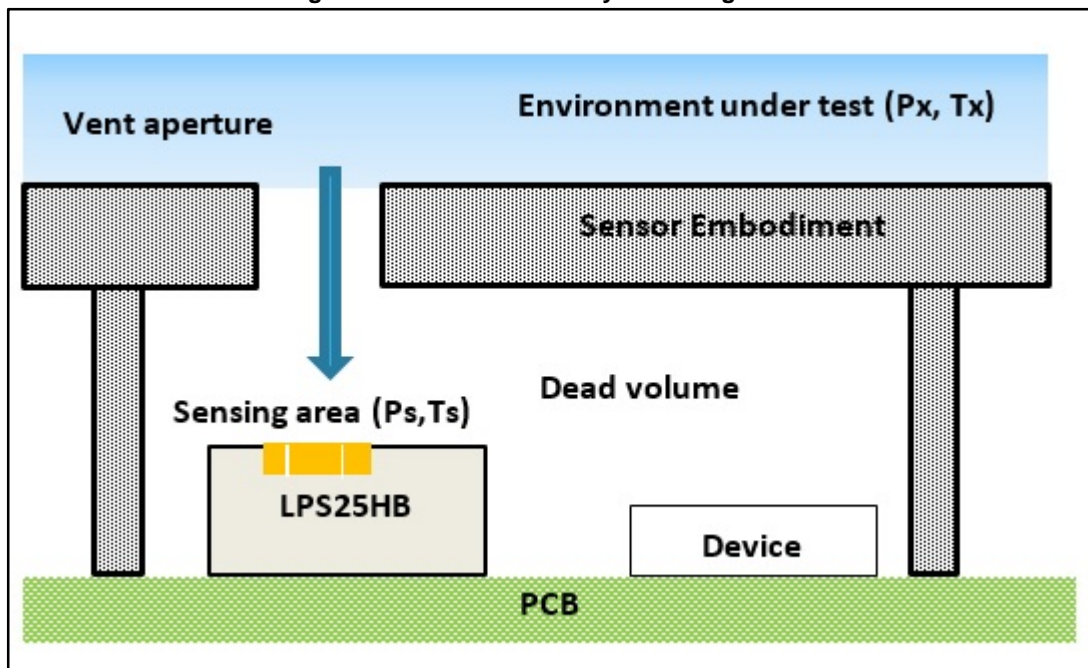 Vent aperture
Environment under test (Px, Tx)
Sensor Embodiment
Dead volume
Sensing area (Ps,Ts)
LPS25HB
Device
PCB